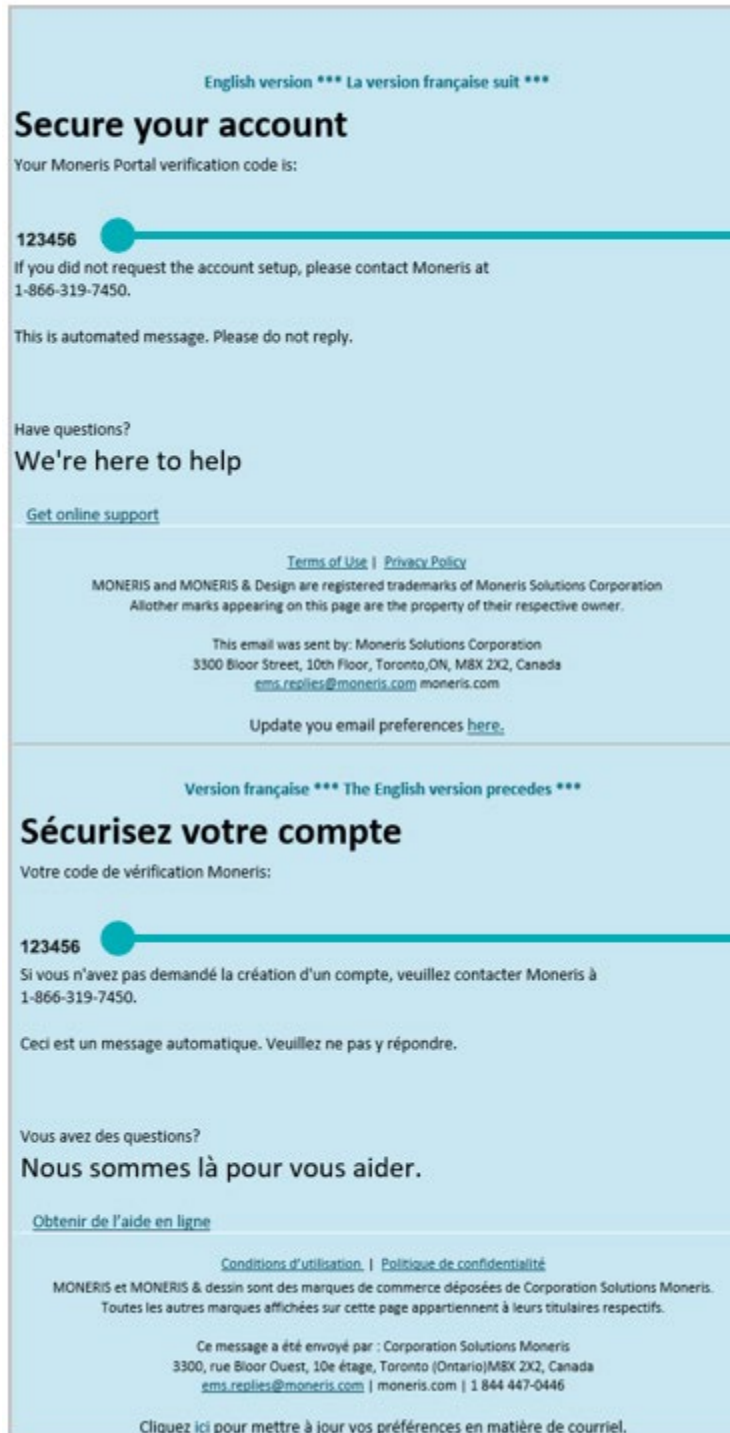 English version *** La version française suit ***
Secure your account
Your Moneris Portal verification code is:
123456
If you did not request the account setup, please contact Moneris at
1-866-319-7450.
This is automated message. Please do not reply.
Have questions?
We're here to help
Get online support
Terms of Use | Privacy Policy
MONERIS and MONERIS & Design are registered trademarks of Moneris Solutions Corporation
Allother marks appearing on this page are the property of their respective owner.
This email was sent by: Moneris Solutions Corporation
3300 Bloor Street, 10th Floor, Toronto,ON, M8X 2X2, Canada
ems.replies@moneris.com moneris.com
Update you email preferences here.
Version française *** The English version precedes ***
Sécurisez votre compte
Votre code de vérification Moneris:
123456
Si vous n'avez pas demandé la création d'un compte, veuillez contacter Moneris à
1-866-319-7450.
Ceci est un message automatique. Veuillez ne pas y répondre.
Vous avez des questions?
Nous sommes là pour vous aider.
Obtenir de l'aide en ligne
Conditions d'utilisation | Politique de confidentialité
MONERIS et MONERIS & dessin sont des marques de commerce déposées de Corporation Solutions Moneris.
Toutes les autres marques affichées sur cette page appartiennent à leurs titulaires respectifs.
Ce message a été envoyé par : Corporation Solutions Moneris
3300, rue Bloor Ouest, 10e étage, Toronto (Ontario)M8X 2X2, Canada
ems.replies@moneris.com | moneris.com | 1 844 447-0446
Cliquez ici pour mettre à jour vos préférences en matière de courriel.